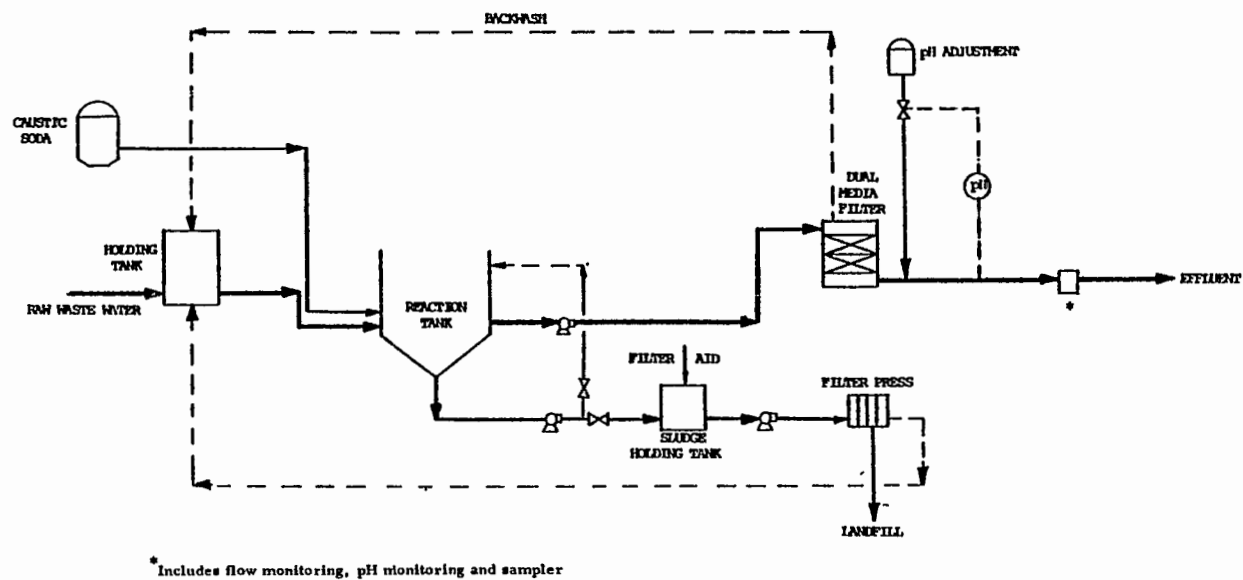 BACKWASH
pH ADJUSTMENT
CAUSTIC
SODA
DUAL
MEDIA
FILTER
pH
HOLDING
TANK
RAW WASTE WATER
REACTION
TANK
EFFLUENT
*
FILTER AID
FILTER PRESS
SLUDGE
HOLDING TANK
LANDFILL
*Includes flow monitoring, pH monitoring and sampler